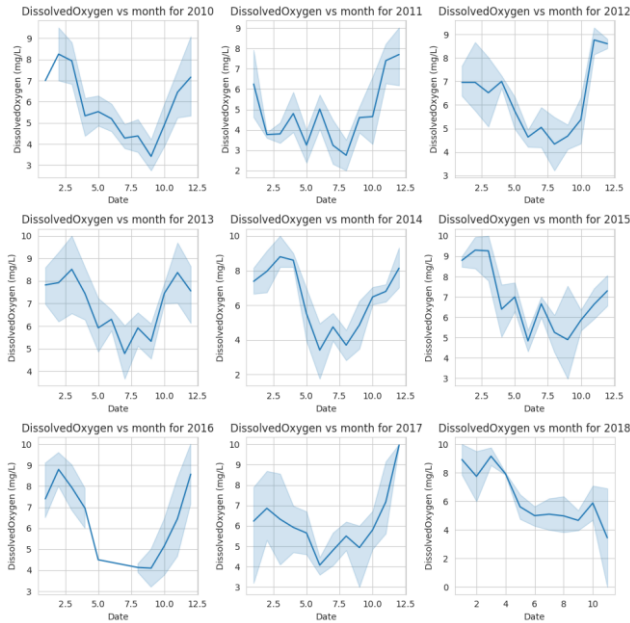 DissolvedOxygen vs month for 2010
DissolvedOxygen (mg/L)
9
8
7
6
5
4
3
2.5 5.0 7.5 10.0 12.5
Date
DissolvedOxygen vs month for 2011
DissolvedOxygen (mg/L)
9
8
7
6
5
4
3
2
2.5 5.0 7.5 10.0 12.5
Date
DissolvedOxygen vs month for 2012
DissolvedOxygen (mg/L)
9
8
7
6
5
4
3
2.5 5.0 7.5 10.0 12.5
Date
DissolvedOxygen vs month for 2013
DissolvedOxygen (mg/L)
10
9
8
7
6
5
4
2.5 5.0 7.5 10.0 12.5
Date
DissolvedOxygen vs month for 2014
DissolvedOxygen (mg/L)
10
8
6
4
2
2.5 5.0 7.5 10.0 12.5
Date
DissolvedOxygen vs month for 2015
DissolvedOxygen (mg/L)
10
9
8
7
6
5
4
3
2.5 5.0 7.5 10.0 12.5
Date
DissolvedOxygen vs month for 2016
DissolvedOxygen (mg/L)
10
9
8
7
6
5
4
3
2.5 5.0 7.5 10.0 12.5
Date
DissolvedOxygen vs month for 2017
DissolvedOxygen (mg/L)
10
9
8
7
6
5
4
3
2.5 5.0 7.5 10.0 12.5
Date
DissolvedOxygen vs month for 2018
DissolvedOxygen (mg/L)
10
8
6
4
2
0
2 4 6 8 10
Date